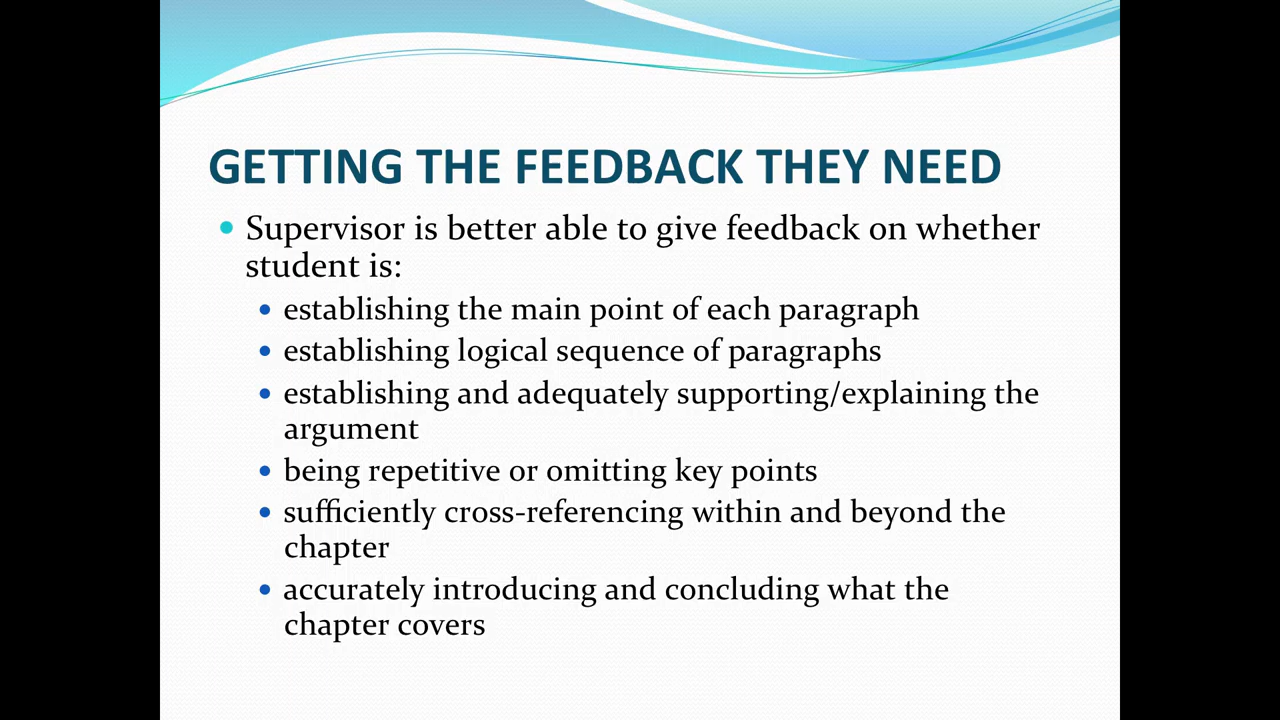 GETTING THE FEEDBACK THEY NEED
• Supervisor is better able to give feedback on whether
student is:
• establishing the main point of each paragraph
• establishing logical sequence of paragraphs
• establishing and adequately supporting/explaining the
argument
• being repetitive or omitting key points
• sufficiently cross-referencing within and beyond the
chapter
• accurately introducing and concluding what the
chapter covers